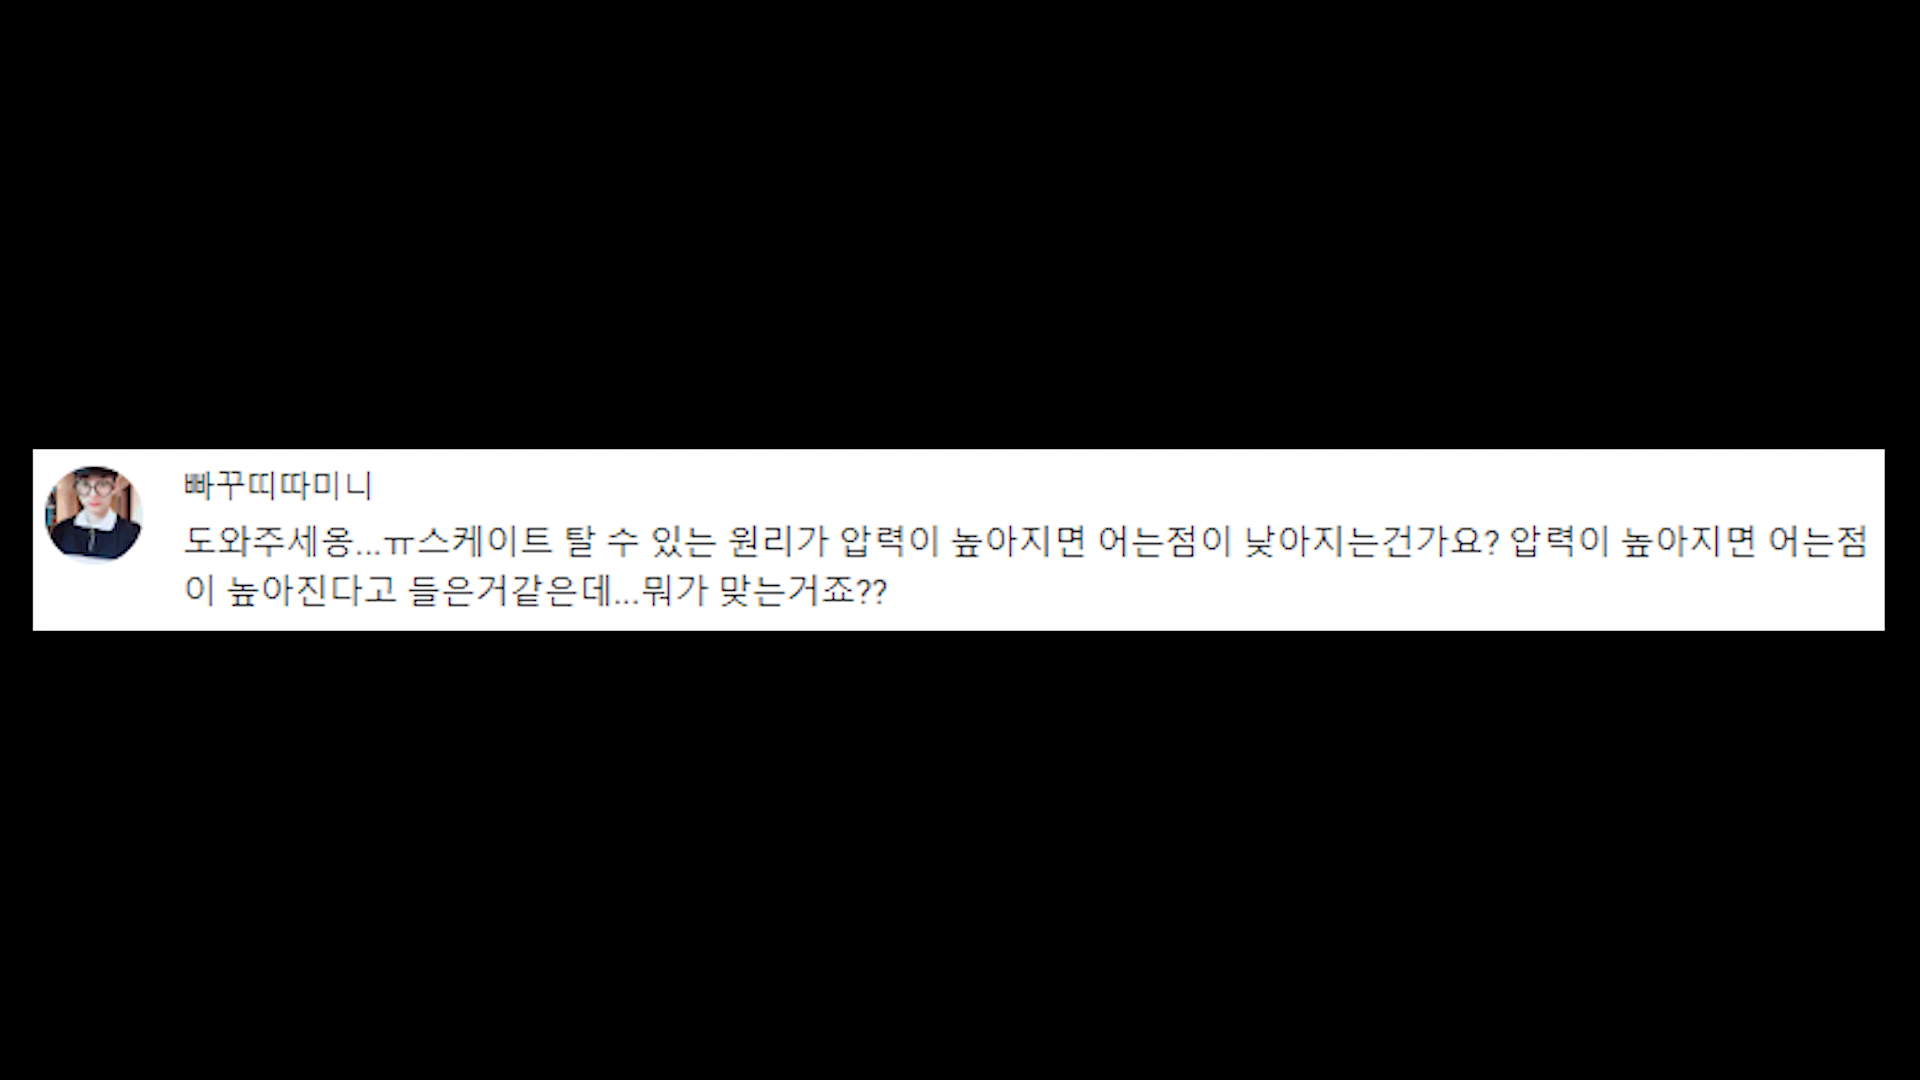 빠꾸띠따미니
도와주세옹...ㅠ스케이트 탈 수 있는 원리가 압력이 높아지면 어는점이 낮아지는건가요? 압력이 높아지면 어는점
이 높아진다고 들은거같은데...뭐가 맞는거죠??